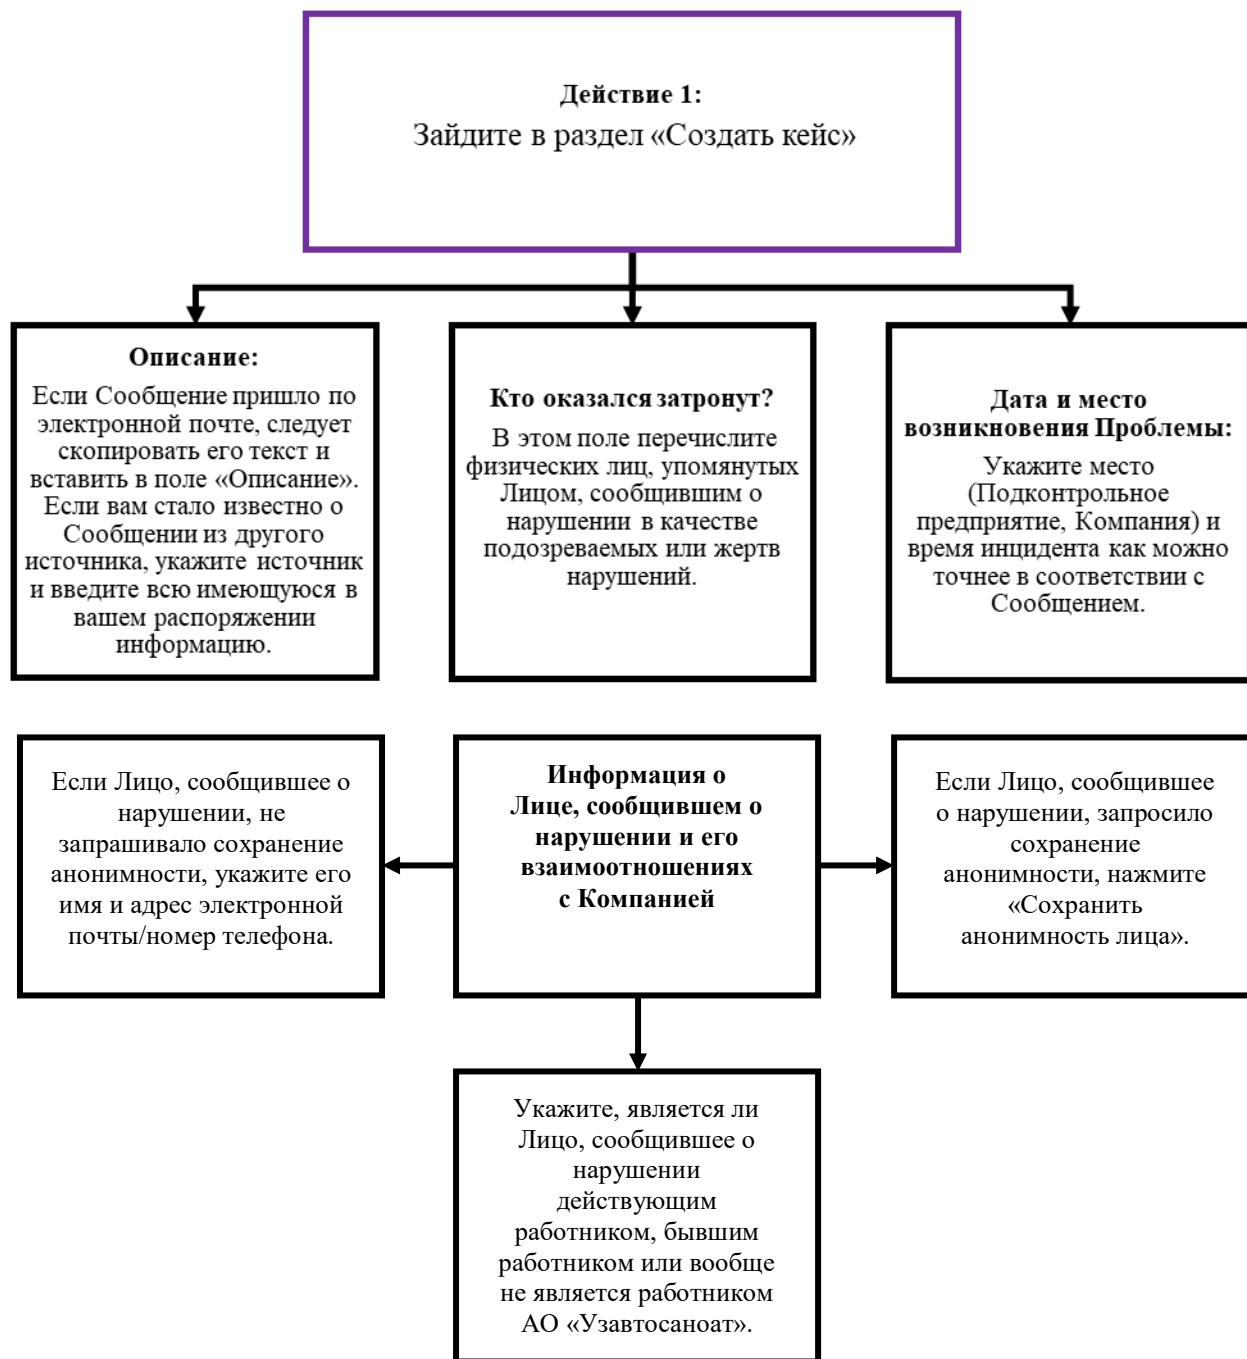 Действие 1:
Зайдите в раздел «Создать кейс»
Описание:
Если Сообщение пришло по
электронной почте, следует
скопировать его текст и
вставить в поле «Описание».
Если вам стало известно о
Сообщении из другого
источника, укажите источник
и введите всю имеющуюся в
вашем распоряжении
информацию.
Кто оказался затронут?
В этом поле перечислите
физических лиц, упомянутых
Лицом, сообщившим о
нарушении в качестве
подозреваемых или жертв
нарушений.
Дата и место
возникновения Проблемы:
Укажите место
(Подконтрольное
предприятие, Компания) и
время инцидента как можно
точнее в соответствии с
Сообщением.
Если Лицо, сообщившее о
нарушении, не
запрашивало сохранение
анонимности, укажите его
имя и адрес электронной
почты/номер телефона.
Информация о
Лице, сообщившем о
нарушении и его
взаимоотношениях
с Компанией
Если Лицо, сообщившее
о нарушении, запросило
сохранение
анонимности, нажмите
«Сохранить
анонимность лица».
Укажите, является ли
Лицо, сообщившее о
нарушении
действующим
работником, бывшим
работником или вообще
не является работником
АО «Узавтосаноат».